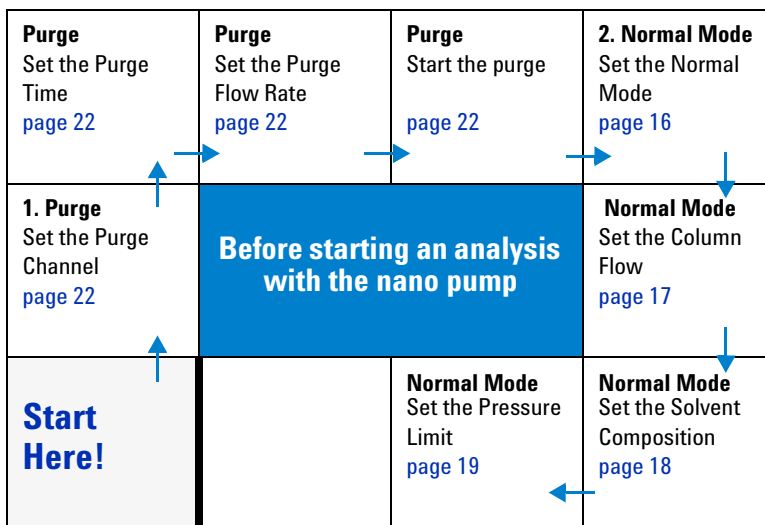 Purge
Set the Purge
Time
page 22
Purge
Set the Purge
Flow Rate
page 22
Purge
Start the purge
page 22
2. Normal Mode
Set the Normal
Mode
page 16
1. Purge
Set the Purge
Channel
page 22
Before starting an analysis
with the nano pump
Normal Mode
Set the Column
Flow
page 17
Start
Here!
Normal Mode
Set the Pressure
Limit
page 19
Normal Mode
Set the Solvent
Composition
page 18